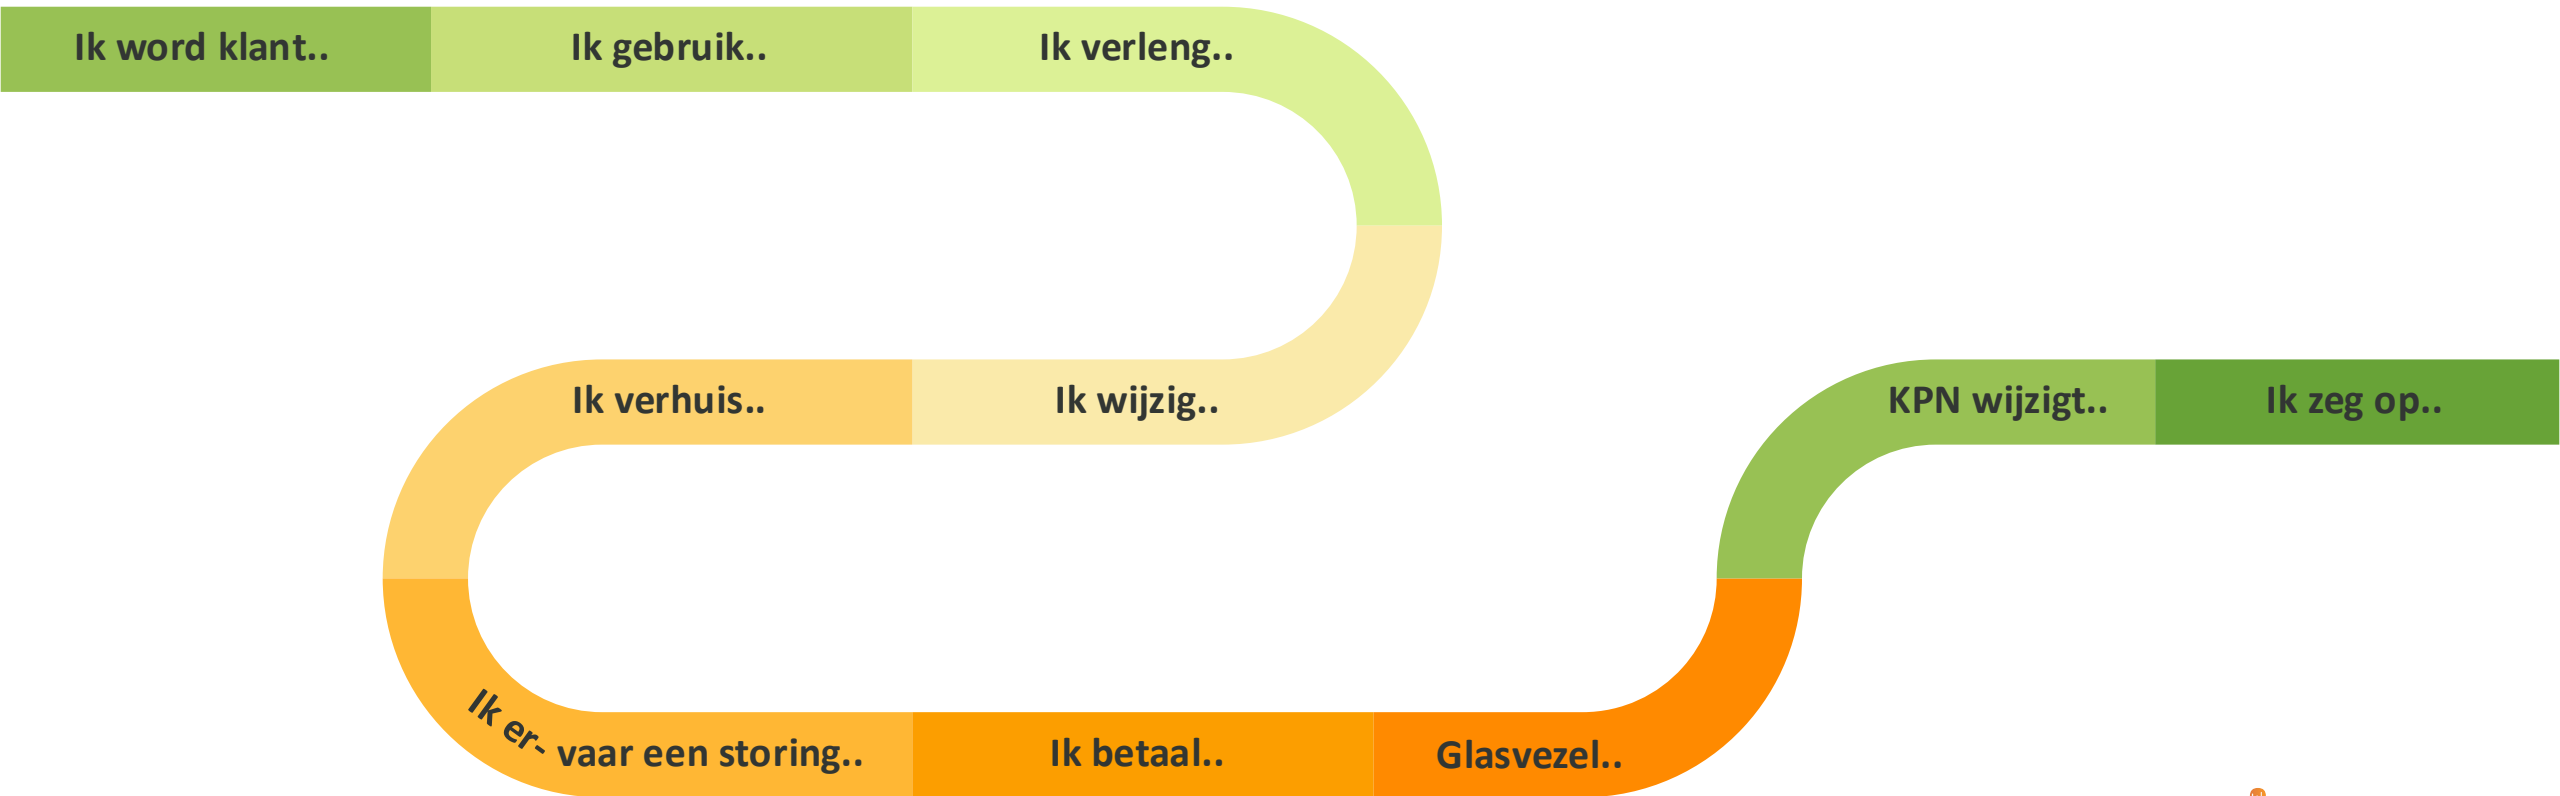 Ik word klant..
Ik gebruik..
Ik verleng..
Ik wijzig..
Ik verhuis..
Ik er- vaar een storing..
Ik betaal..
Glasvezel..
KPN wijzigt..
Ik zeg op..